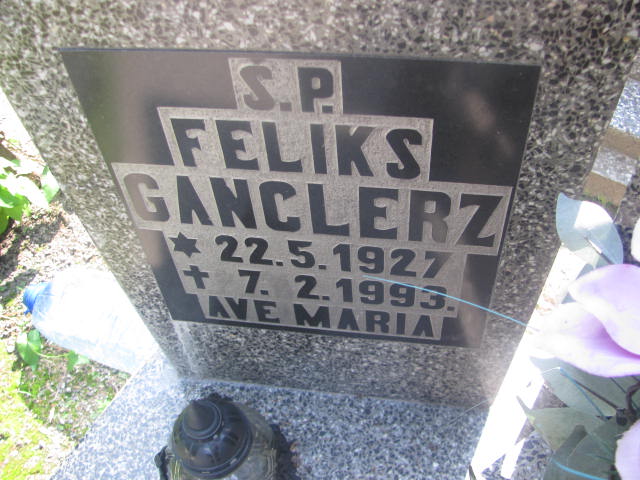 Ś.P.
FELIKS
GANCLERZ
* 22.5.1927
† 7. 2.1993.
AVE MARIA